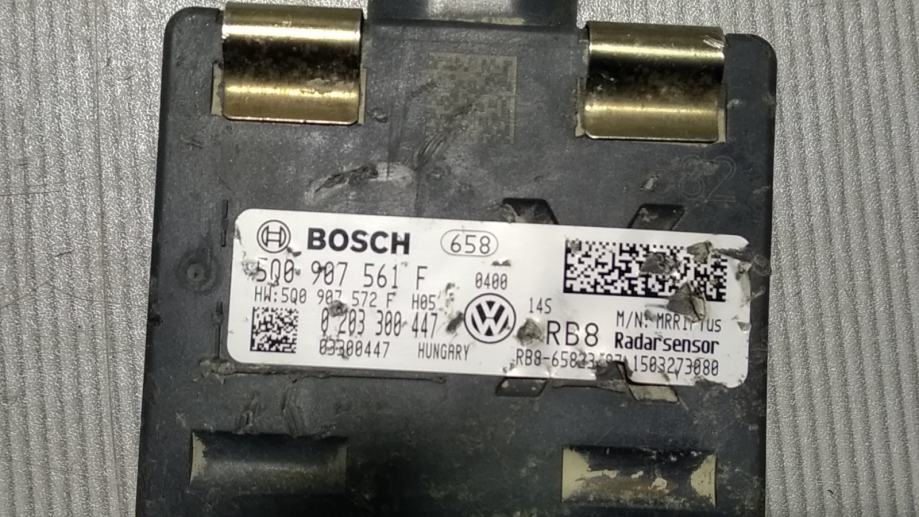 BOSCH 658
5Q0 907 561 F 0400
HW:5Q0 907 572 F H05 14S
0 203 300 447 RB8 M/N: Radarsensor
03300447 HUNGARY 1503273080